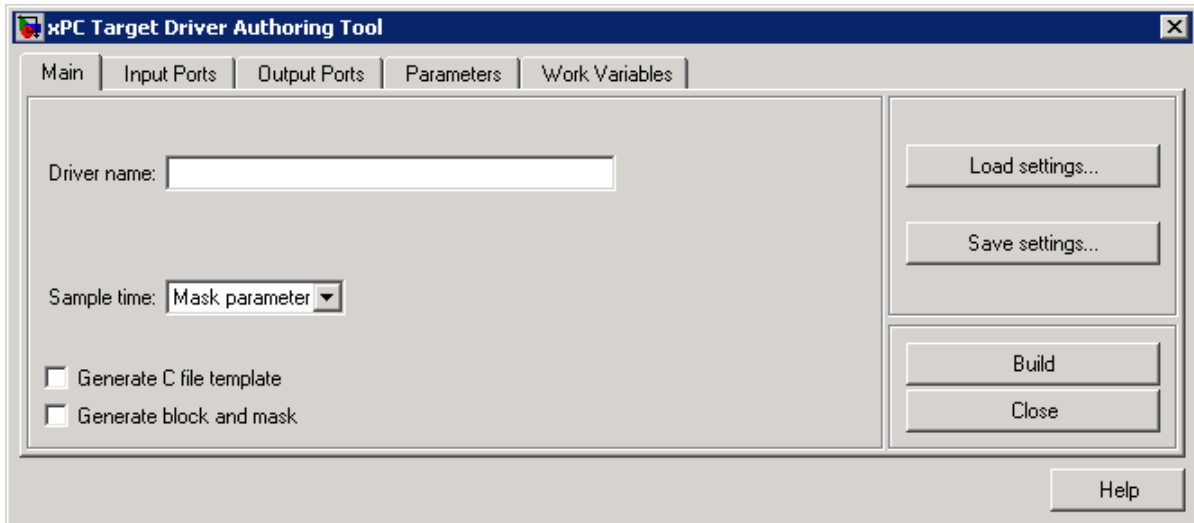 xPC Target Driver Authoring Tool
Main Input Ports Output Ports Parameters Work Variables
Driver name:
Load settings...
Save settings...
Sample time: Mask parameter
Generate C file template
Generate block and mask
Build
Close
Help